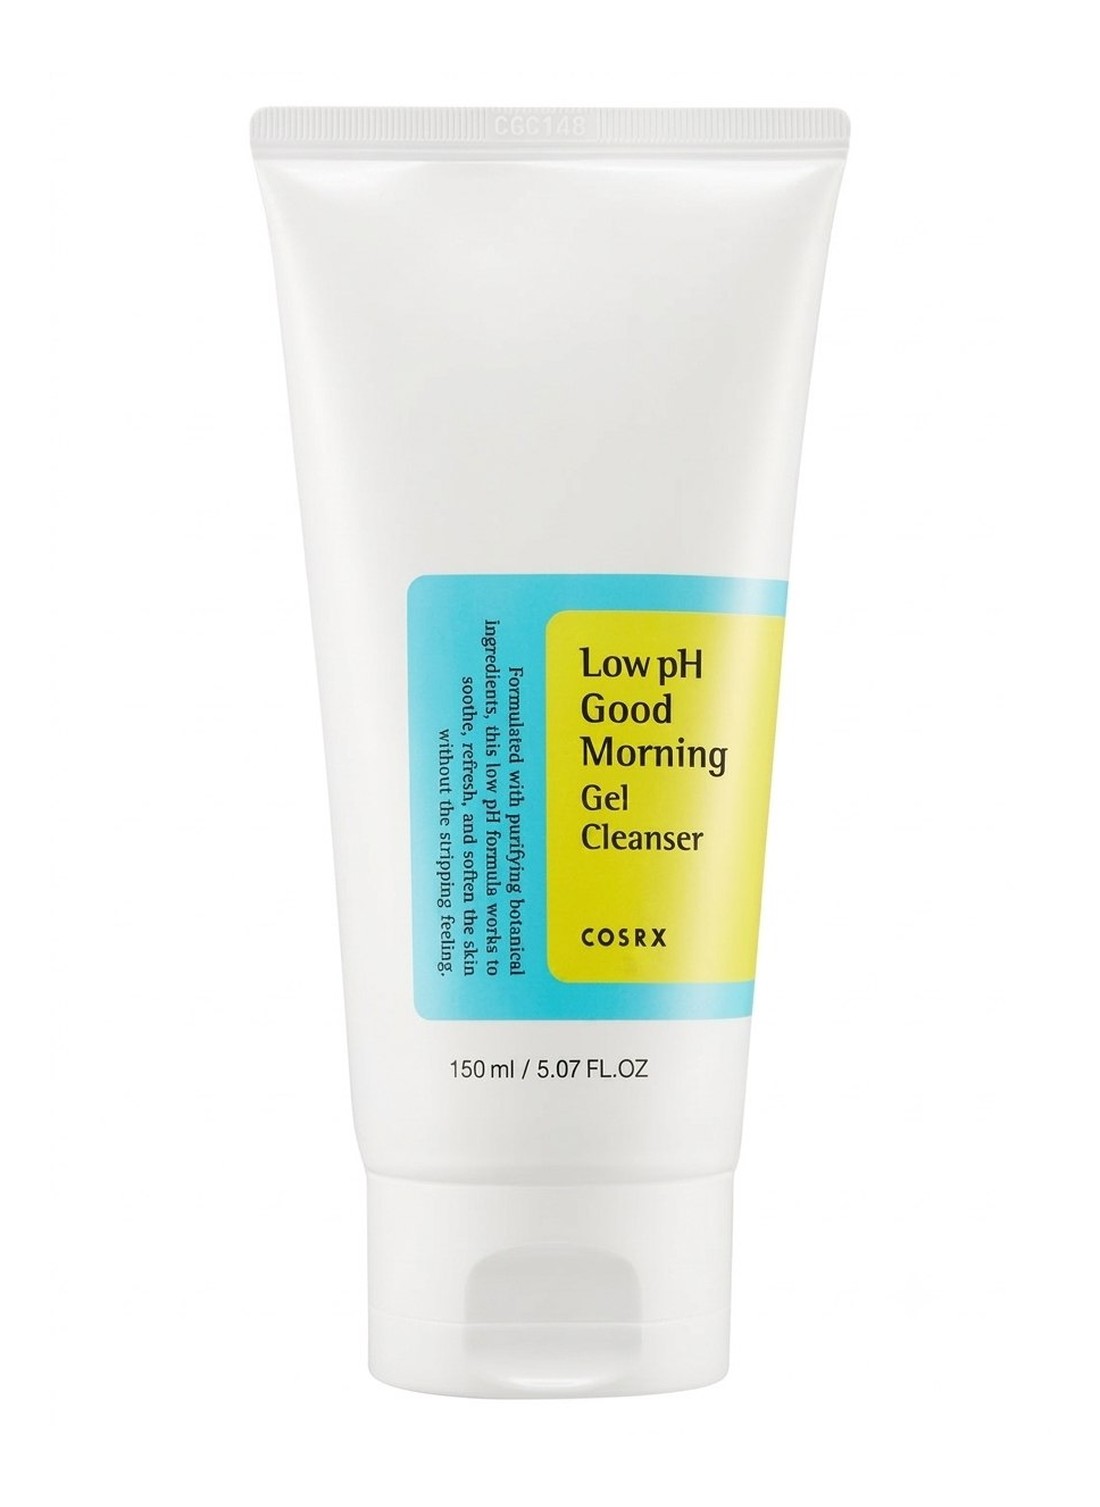 CGC148
Low pH
Good
Morning
Gel
Cleanser
COSRX
Formulated with purifying botanical
ingredients, this low pH formula works to
soothe, refresh, and soften the skin
without the stripping feeling.
150 ml / 5.07 FL.OZ